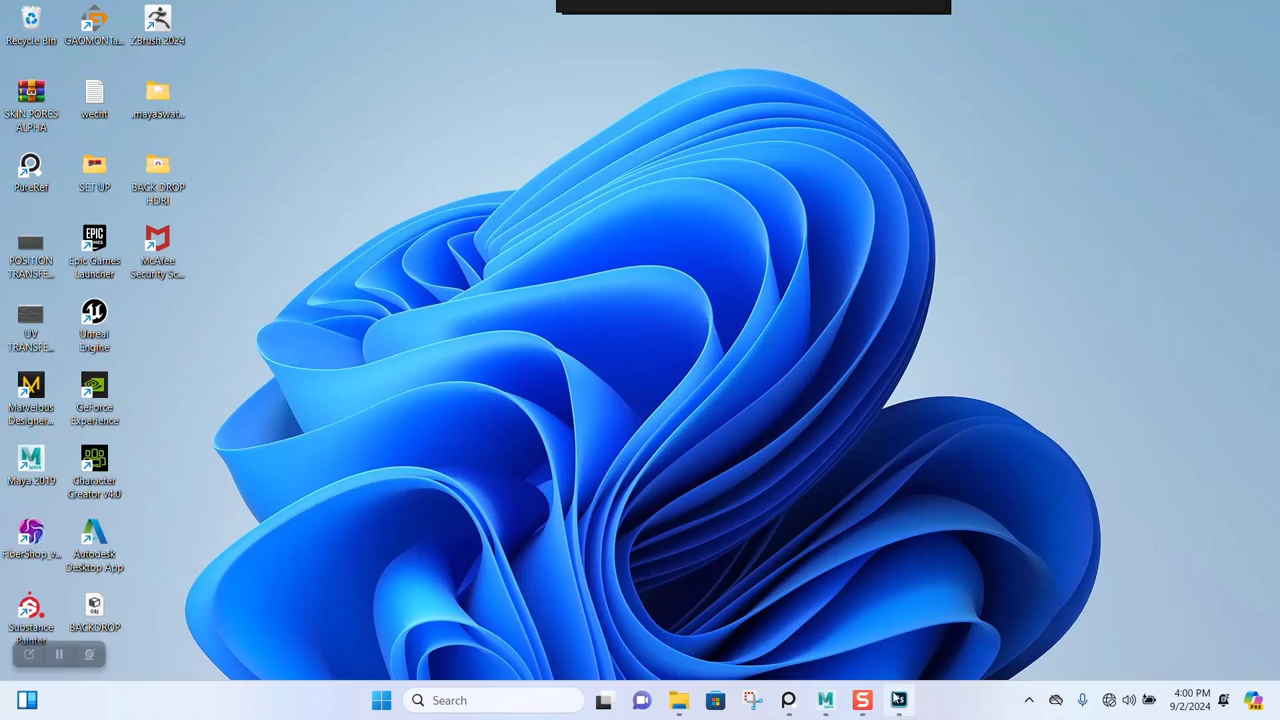 Recycle Bin
GAOMONTa...
ZBrush 2024
SKIN PORES
ALPHA
wecht
.mayaSwat...
PureRef
SET UP
BACK DROP
HDRI
POSITION
TRANSFE...
Epic Games
Launcher
McAfee
Security Sc...
UV
TRANSFE...
Unreal
Engine
Marvelous
Designer...
GeForce
Experience
Maya 2019
Character
Creator v4.0
FiberShop_v...
Autodesk
Desktop App
Substance
Painter
BACKDROP
Search
4:00 PM
9/2/2024